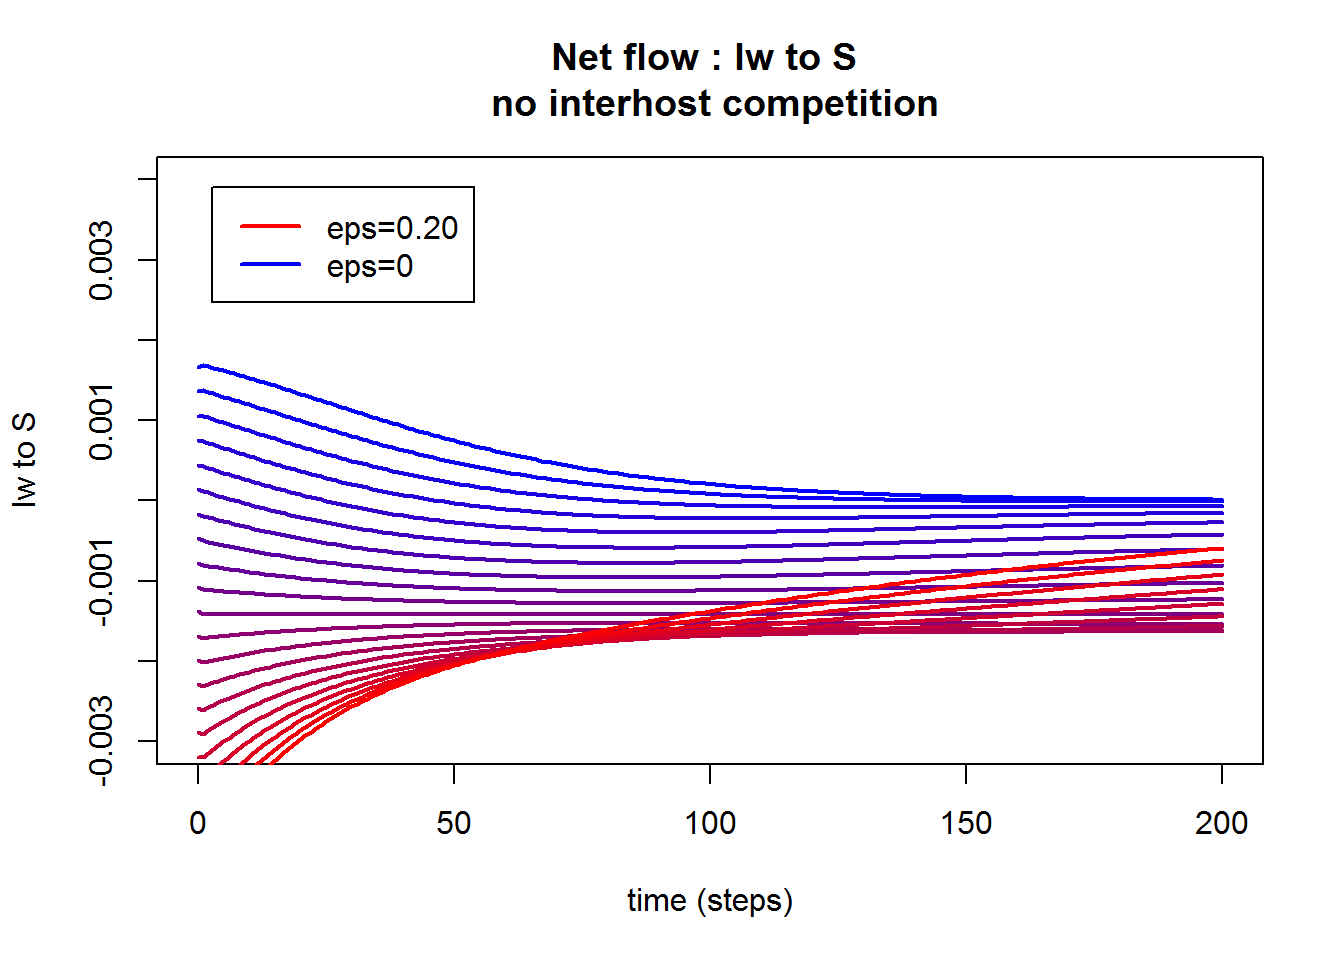 Net flow : Iw to S
no interhost competition
eps=0.20
eps=0
0.003
0.001
-0.001
-0.003
Iw to S
0 50 100 150 200
time (steps)